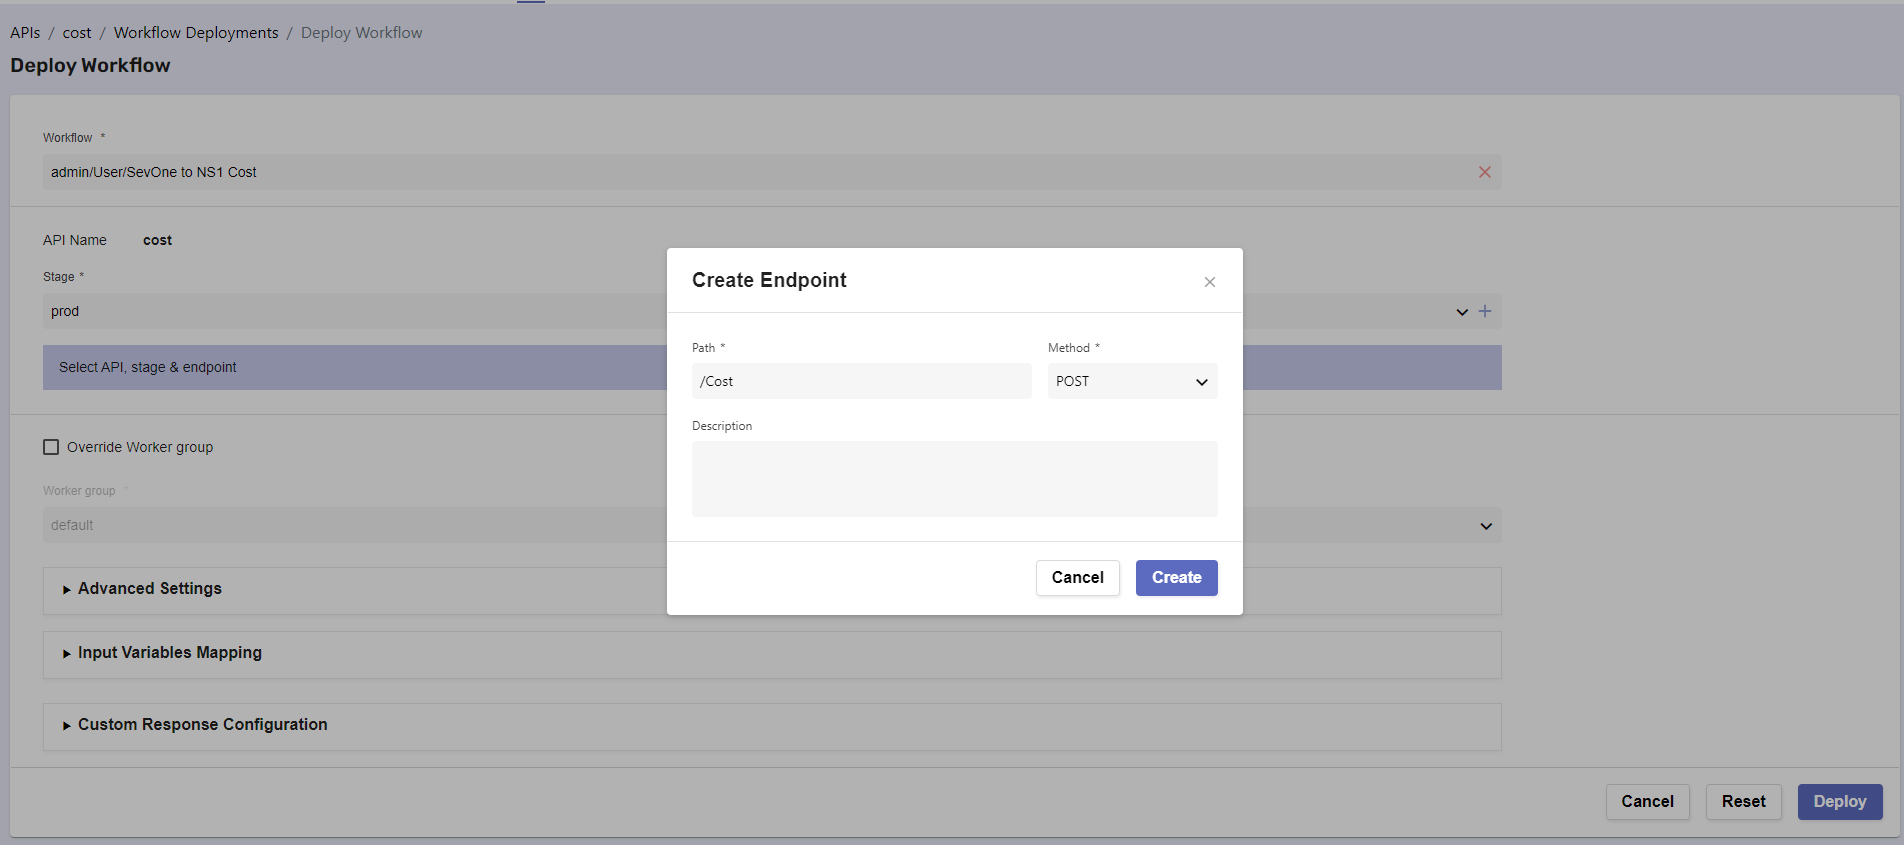 APIs / cost / Workflow Deployments / Deploy Workflow
Deploy Workflow
Workflow *
admin/User/SevOne to NS1 Cost
API Name cost
Stage *
prod
Select API, stage & endpoint
Override Worker group
Worker group *
default
Advanced Settings
Input Variables Mapping
Custom Response Configuration
Cancel Reset Deploy
Create Endpoint
Path * Method *
/Cost POST
Description
Cancel Create